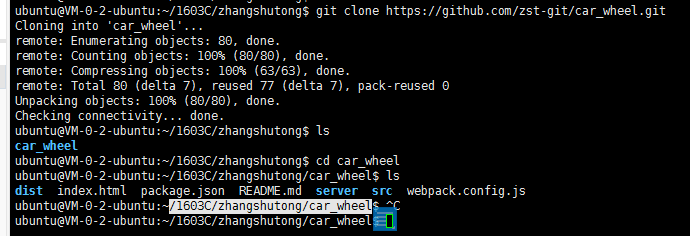 ubuntu@VM-0-2-ubuntu:~/1603C/zhangshutong$ git clone https://github.com/zst-git/car_wheel.git
Cloning into 'car_wheel'...
remote: Enumerating objects: 80, done.
remote: Counting objects: 100% (80/80), done.
remote: Compressing objects: 100% (63/63), done.
remote: Total 80 (delta 7), reused 77 (delta 7), pack-reused 0
Unpacking objects: 100% (80/80), done.
Checking connectivity... done.
ubuntu@VM-0-2-ubuntu:~/1603C/zhangshutong$ ls
car_wheel
ubuntu@VM-0-2-ubuntu:~/1603C/zhangshutong$ cd car_wheel
ubuntu@VM-0-2-ubuntu:~/1603C/zhangshutong/car_wheel$ ls
dist index.html package.json README.md server src webpack.config.js
ubuntu@VM-0-2-ubuntu:~/1603C/zhangshutong/car_wheel$ ^C
ubuntu@VM-0-2-ubuntu:~/1603C/zhangshutong/car_wheel$